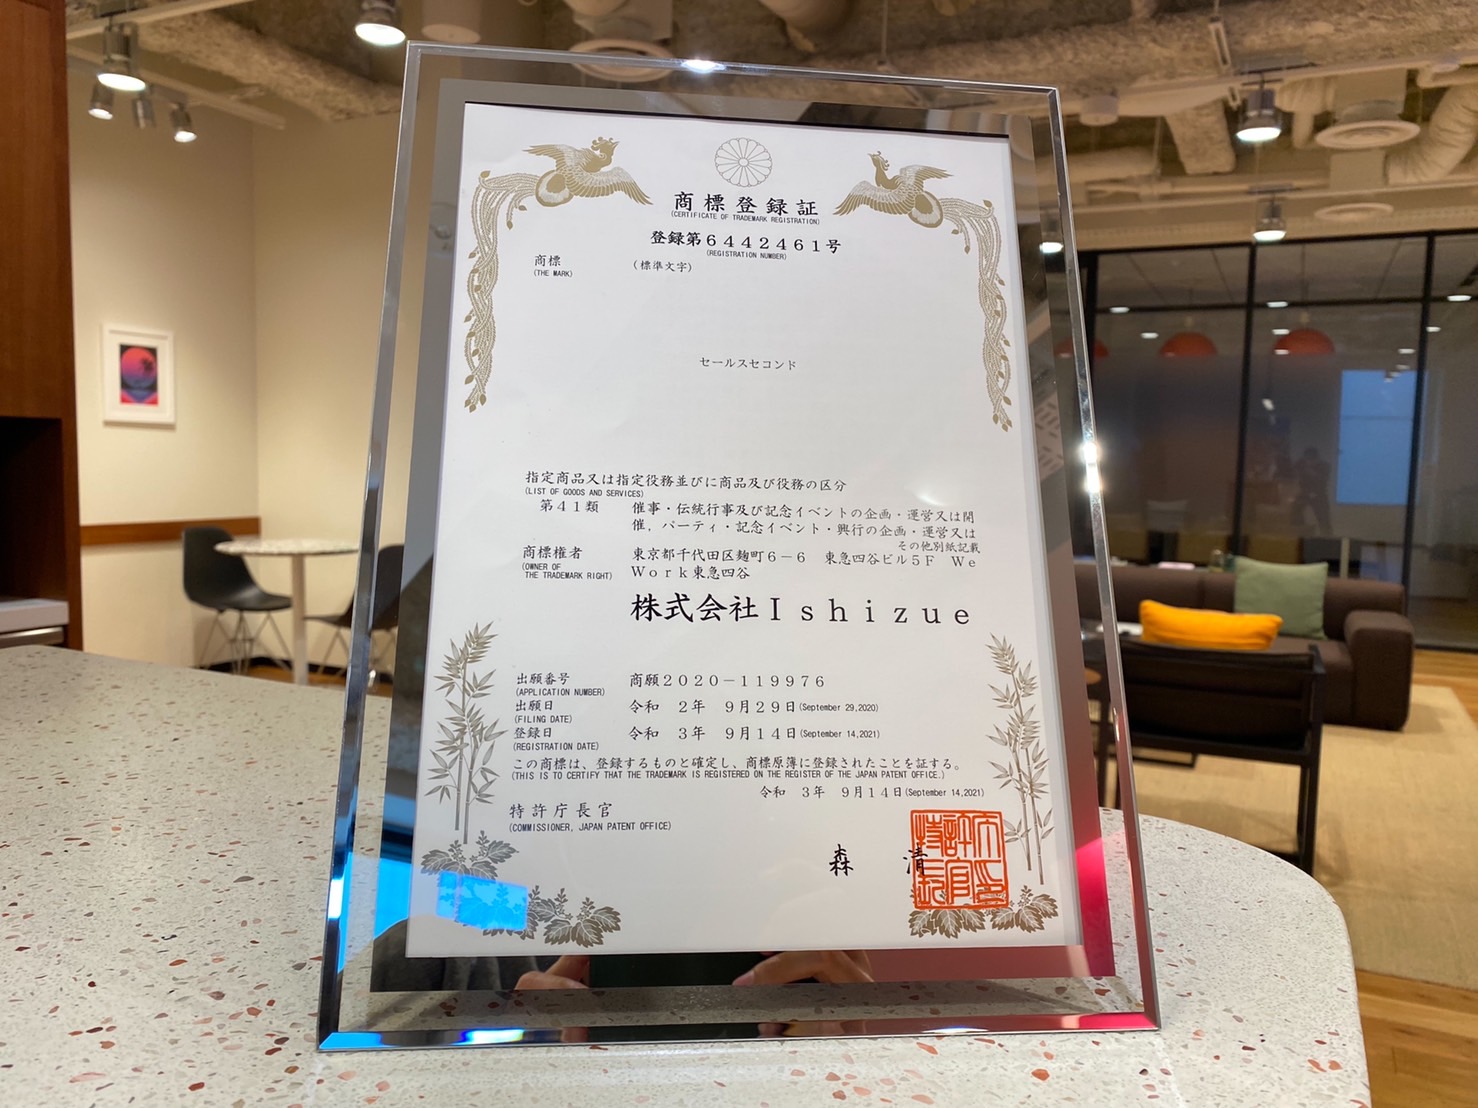 商標登録証
(CERTIFICATE OF TRADEMARK REGISTRATION)
登録第6442461号
(REGISTRATION NUMBER)
商標
(THE MARK)
(標準文字)
セールスセコンド
指定商品又は指定役務並びに商品及び役務の区分
(LIST OF GOODS AND SERVICES)
第41類 催事・伝統行事及び記念イベントの企画・運営又は開
催,パーティ・記念イベント・興行の企画・運営又は
その他別紙記載
商標権者 東京都千代田区麹町6-6 東急四谷ビル5F We
(OWNER OF
THE TRADEMARK RIGHT)
Work東急四谷
株式会社Ishizue
出願番号 商願2020-119976
(APPLICATION NUMBER)
出願日 令和 2年 9月29日(September 29,2020)
(FILING DATE)
登録日 令和 3年 9月14日(September 14,2021)
(REGISTRATION DATE)
この商標は、登録するものと確定し、商標原簿に登録されたことを証する。
(THIS IS TO CERTIFY THAT THE TRADEMARK IS REGISTERED ON THE REGISTER OF THE JAPAN PATENT OFFICE.)
令和 3年 9月14日(September 14,2021)
特許庁長官
(COMMISSIONER, JAPAN PATENT OFFICE)
森 清